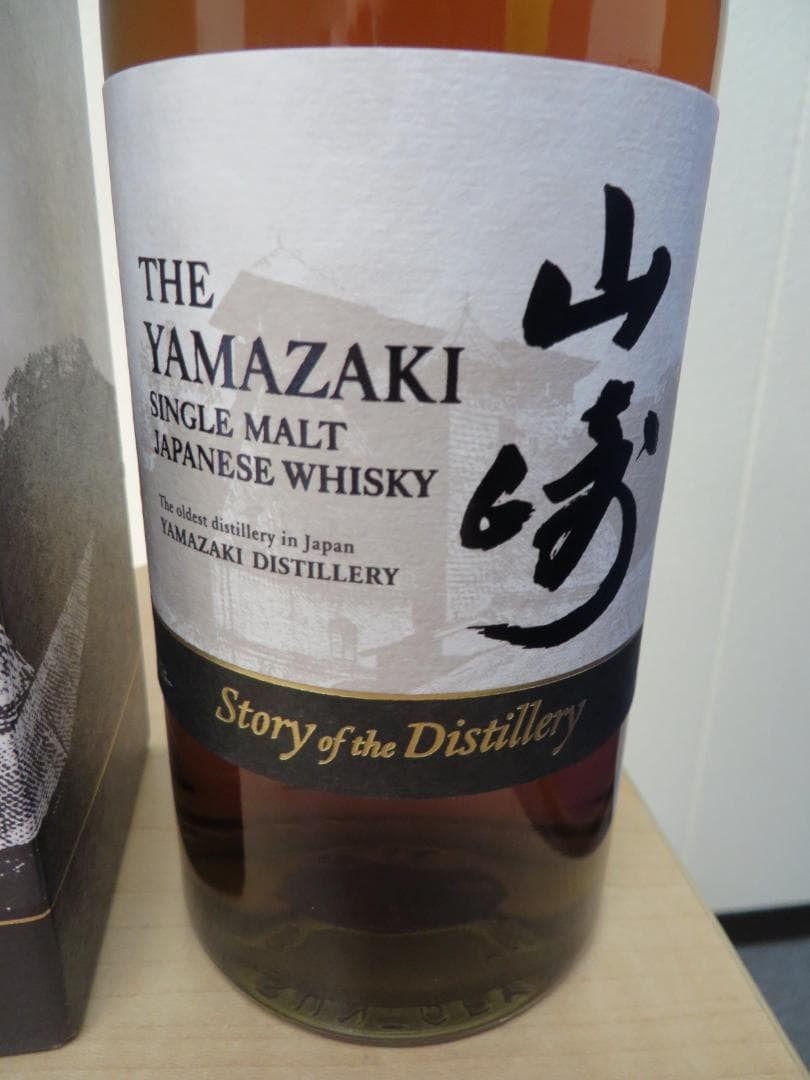 THE
YAMAZAKI
SINGLE MALT
JAPANESE WHISKY
The oldest distillery in Japan
YAMAZAKI DISTILLERY
山崎
Story of the Distillery